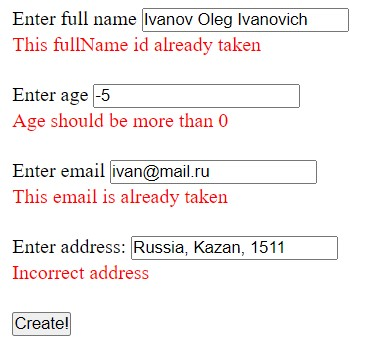 Enter full name Ivanov Oleg Ivanovich
This fullName id already taken
Enter age -5
Age should be more than 0
Enter email ivan@mail.ru
This email is already taken
Enter address: Russia, Kazan, 1511
Incorrect address
Create!